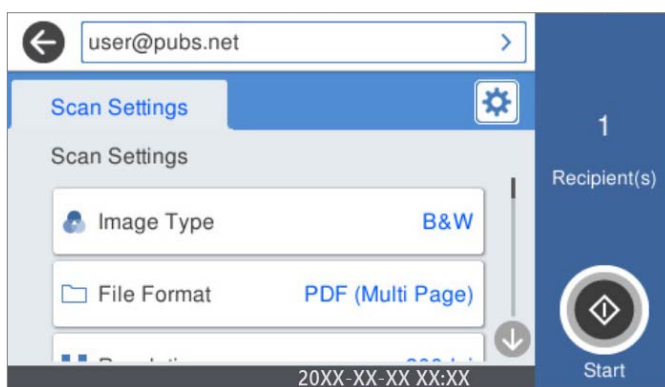 user@pubs.net
Scan Settings
1
Recipient(s)
Scan Settings
Image Type B&W
File Format PDF (Multi Page)
20XX-XX-XX XX:XX
Start